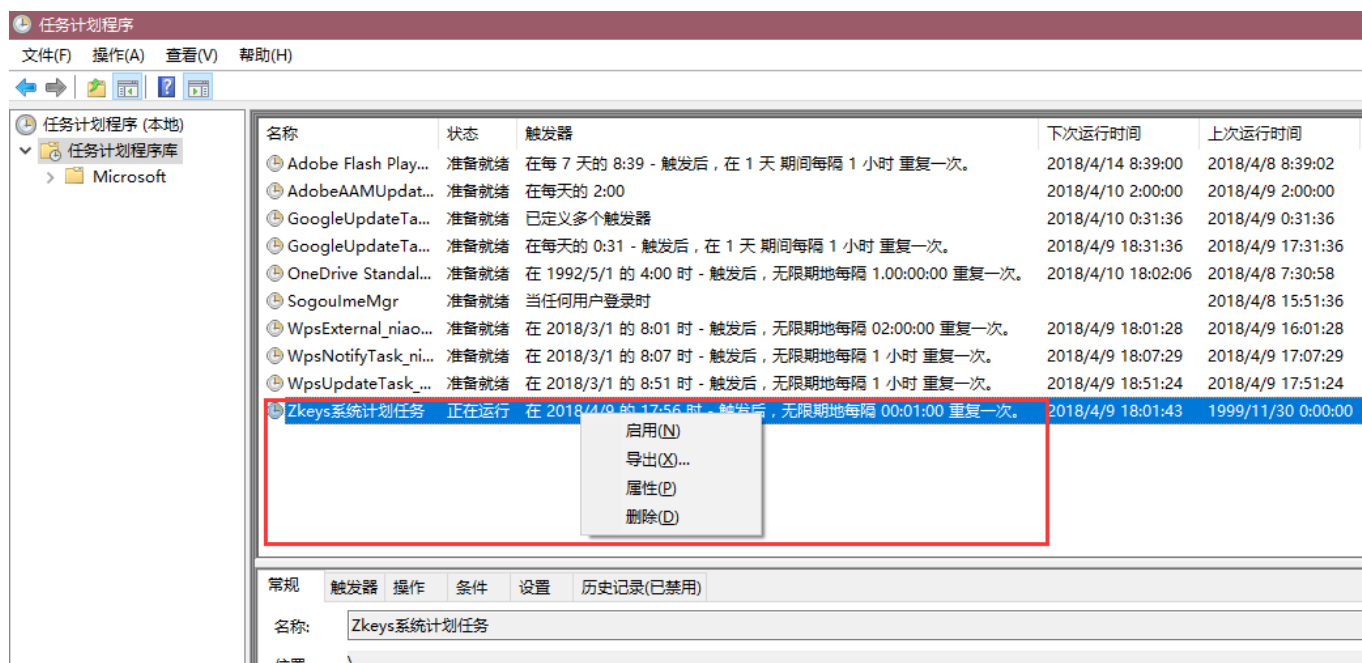 任务计划程序
文件(F) 操作(A) 查看(V) 帮助(H)
任务计划程序 (本地)
任务计划程序库
Microsoft
名称 状态 触发器 下次运行时间 上次运行时间
Adobe Flash Play... 准备就绪 在每 7 天的 8:39 - 触发后，在 1 天 期间每隔 1 小时 重复一次。 2018/4/14 8:39:00 2018/4/8 8:39:02
AdobeAAMUpdat... 准备就绪 在每天的 2:00 2018/4/10 2:00:00 2018/4/9 2:00:00
GoogleUpdateTa... 准备就绪 已定义多个触发器 2018/4/10 0:31:36 2018/4/9 0:31:36
GoogleUpdateTa... 准备就绪 在每天的 0:31 - 触发后，在 1 天 期间每隔 1 小时 重复一次。 2018/4/9 18:31:36 2018/4/9 17:31:36
OneDrive Standal... 准备就绪 在 1992/5/1 的 4:00 时 - 触发后，无限期地每隔 1.00:00:00 重复一次。 2018/4/10 18:02:06 2018/4/8 7:30:58
SogouImeMgr 准备就绪 当任何用户登录时 2018/4/8 15:51:36
WpsExternal_niao... 准备就绪 在 2018/3/1 的 8:01 时 - 触发后，无限期地每隔 02:00:00 重复一次。 2018/4/9 18:01:28 2018/4/9 16:01:28
WpsNotifyTask_ni... 准备就绪 在 2018/3/1 的 8:07 时 - 触发后，无限期地每隔 1 小时 重复一次。 2018/4/9 18:07:29 2018/4/9 17:07:29
WpsUpdateTask_... 准备就绪 在 2018/3/1 的 8:51 时 - 触发后，无限期地每隔 1 小时 重复一次。 2018/4/9 18:51:24 2018/4/9 17:51:24
Zkeys系统计划任务 正在运行 在 2018/4/9 的 17:56 时 - 触发后，无限期地每隔 00:01:00 重复一次。 2018/4/9 18:01:43 1999/11/30 0:00:00
启用(N)
导出(X)...
属性(P)
删除(D)
常规 触发器 操作 条件 设置 历史记录(已禁用)
名称: Zkeys系统计划任务